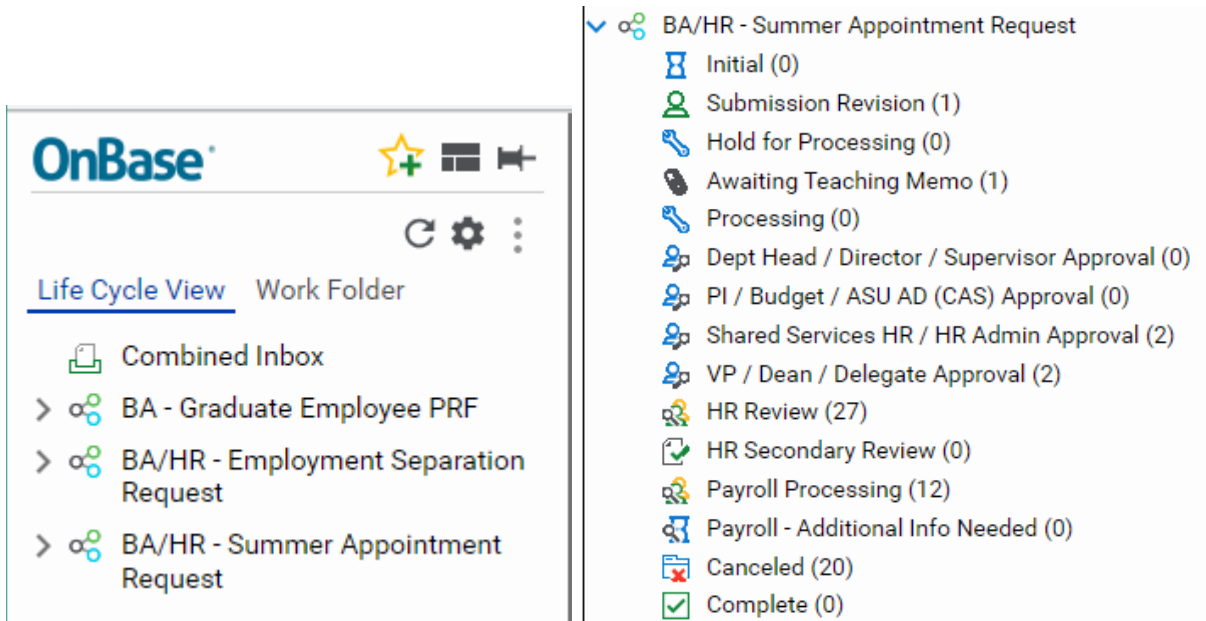 OnBase
Life Cycle View Work Folder
Combined Inbox
BA - Graduate Employee PRF
BA/HR - Employment Separation
Request
BA/HR - Summer Appointment
Request
BA/HR - Summer Appointment Request
Initial (0)
Submission Revision (1)
Hold for Processing (0)
Awaiting Teaching Memo (1)
Processing (0)
Dept Head / Director / Supervisor Approval (0)
PI / Budget / ASU AD (CAS) Approval (0)
Shared Services HR / HR Admin Approval (2)
VP / Dean / Delegate Approval (2)
HR Review (27)
HR Secondary Review (0)
Payroll Processing (12)
Payroll - Additional Info Needed (0)
Canceled (20)
Complete (0)